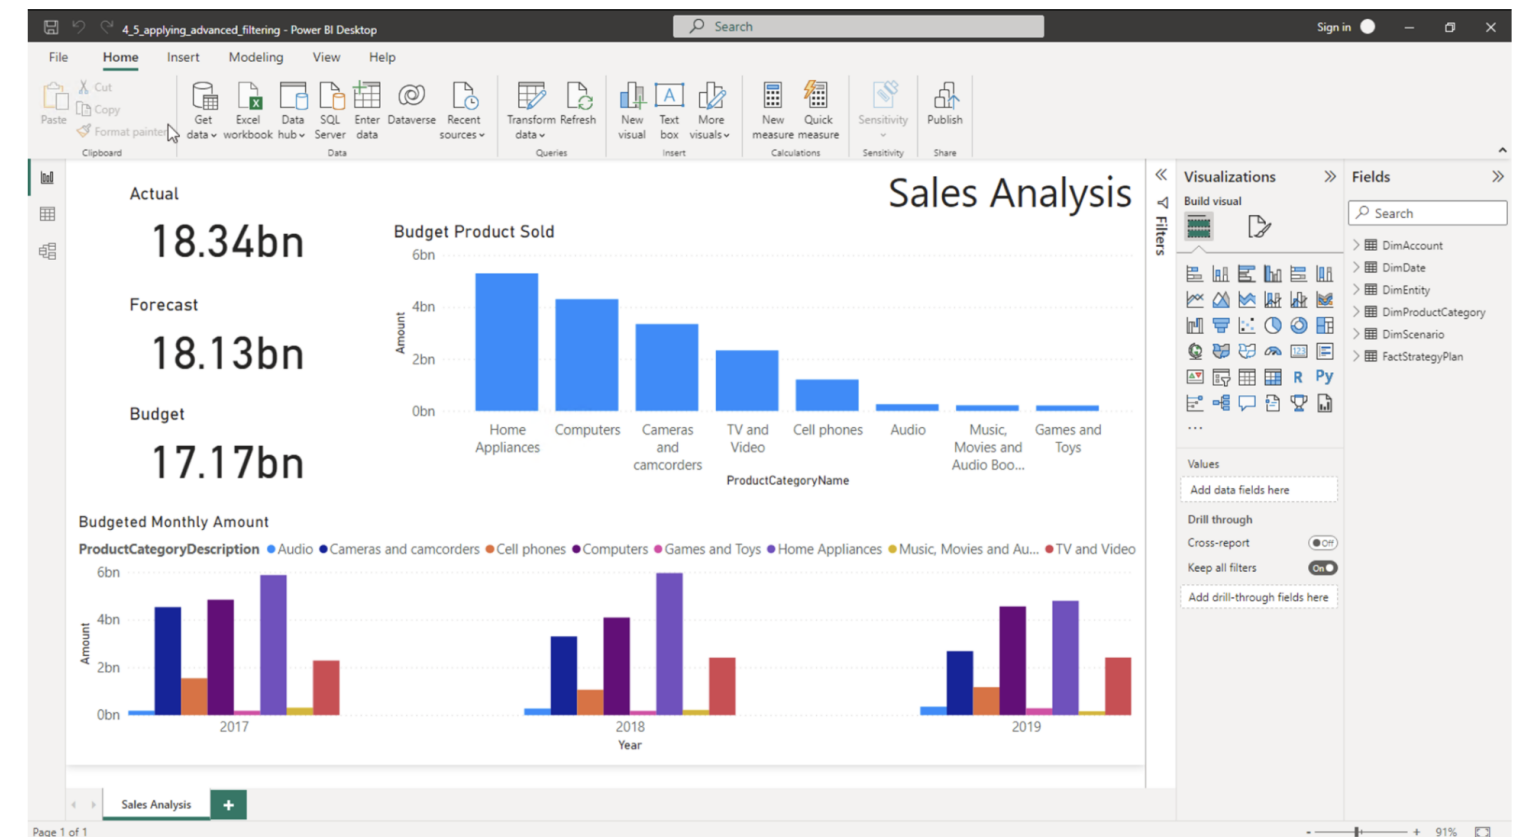 4_5_applying_advanced_filtering - Power BI Desktop
Search
Sign in
File Home Insert Modeling View Help
Paste
Cut
Copy
Format painter
Clipboard
Get data
Excel workbook
Data hub
SQL Server
Enter data
Dataverse
Recent sources
Data
Transform data
Refresh
Queries
New visual
Text box
More visuals
Insert
New measure
Quick measure
Calculations
Sensitivity
Sensitivity
Publish
Share
Sales Analysis
Actual
18.34bn
Forecast
18.13bn
Budget
17.17bn
Budget Product Sold
Amount
6bn
4bn
2bn
0bn
Home Appliances
Computers
Cameras and camcorders
TV and Video
Cell phones
Audio
Music, Movies and Audio Boo...
Games and Toys
ProductCategoryName
Budgeted Monthly Amount
ProductCategoryDescription Audio Cameras and camcorders Cell phones Computers Games and Toys Home Appliances Music, Movies and Au... TV and Video
Amount
6bn
4bn
2bn
0bn
2017 2018 2019
Year
Filters
Visualizations
Build visual
123
R
Py
...
Values
Add data fields here
Drill through
Cross-report
Off
Keep all filters
On
Add drill-through fields here
Fields
Search
DimAccount
DimDate
DimEntity
DimProductCategory
DimScenario
FactStrategyPlan
Sales Analysis
+
Page 1 of 1
- + 91%